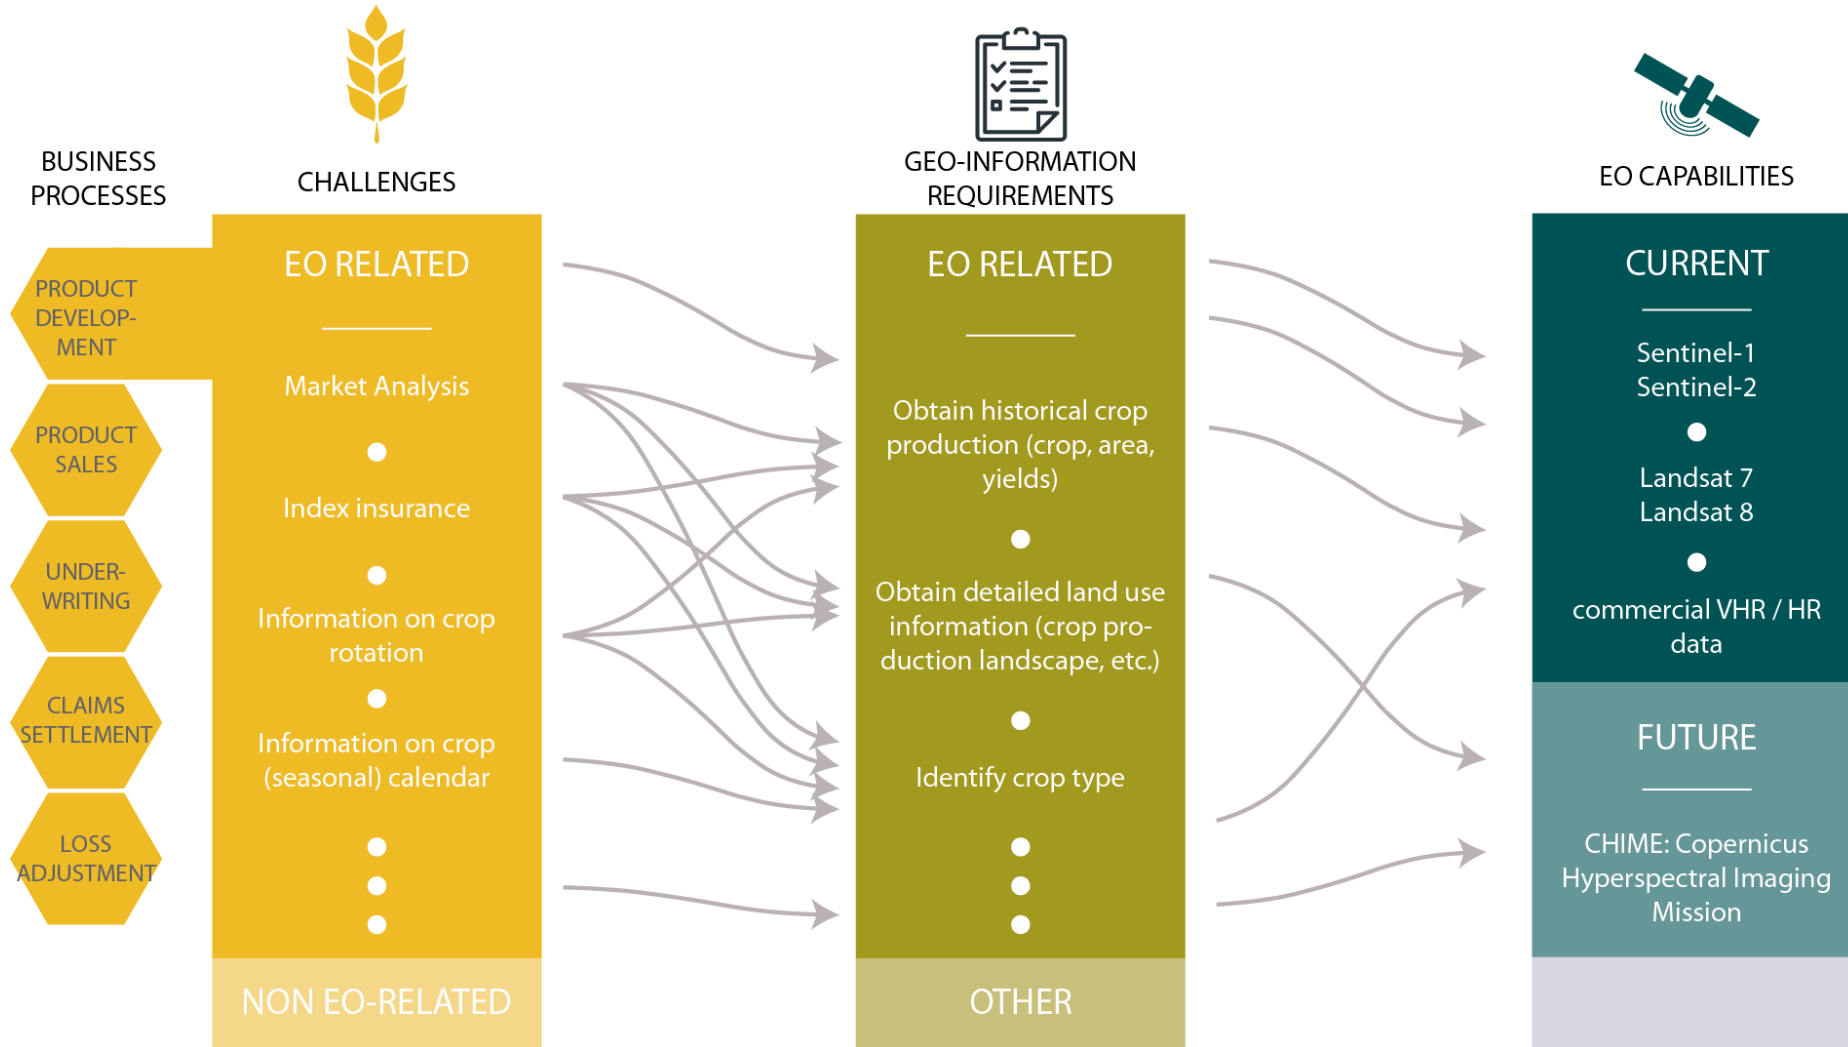 BUSINESS
PROCESSES
PRODUCT
DEVELOP-
MENT
PRODUCT
SALES
UNDER-
WRITING
CLAIMS
SETTLEMENT
LOSS
ADJUSTMENT
CHALLENGES
EO RELATED
Market Analysis
Index insurance
Information on crop
rotation
Information on crop
(seasonal) calendar
NON EO-RELATED
GEO-INFORMATION
REQUIREMENTS
EO RELATED
Obtain historical crop
production (crop, area,
yields)
Obtain detailed land use
information (crop pro-
duction landscape, etc.)
Identify crop type
OTHER
EO CAPABILITIES
CURRENT
Sentinel-1
Sentinel-2
Landsat 7
Landsat 8
commercial VHR / HR
data
FUTURE
CHIME: Copernicus
Hyperspectral Imaging
Mission